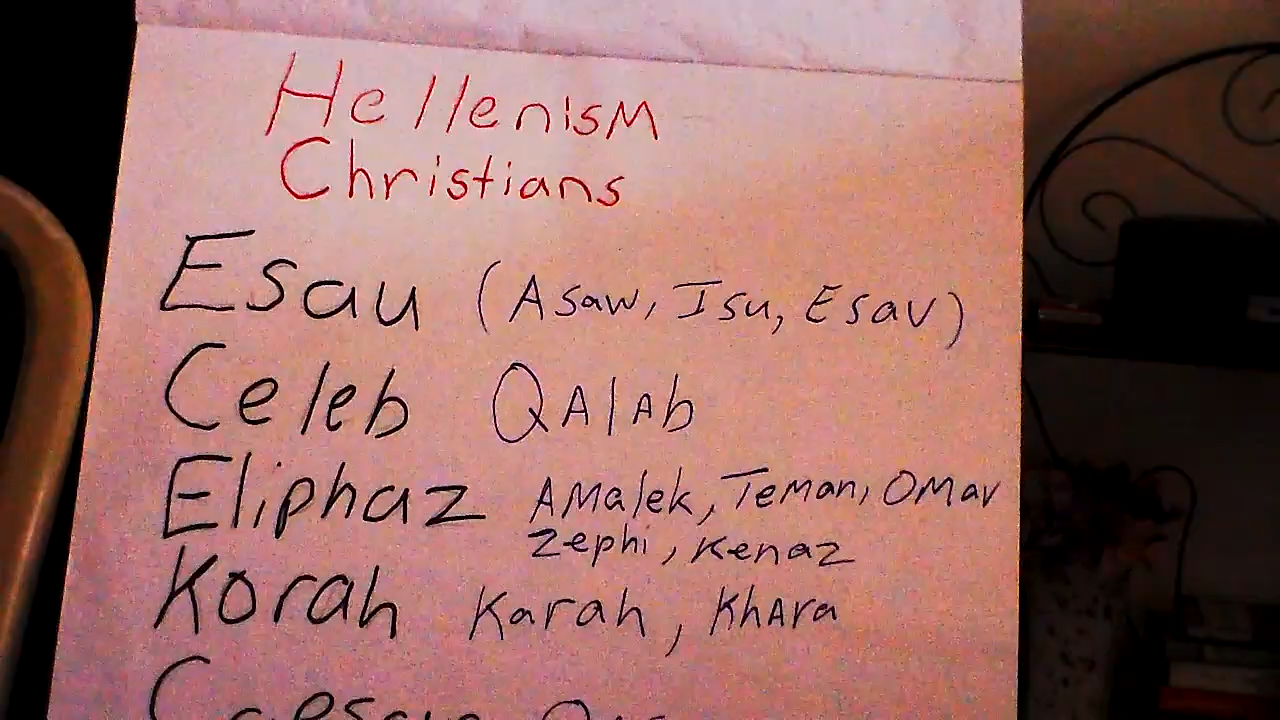 HellenisM
Christians
Esau (Asaw, Isu, Esav)
Celeb QAlAb
Eliphaz AMalek, Teman, OMar
Zephi, Kenaz
Korah Karah, KhAra